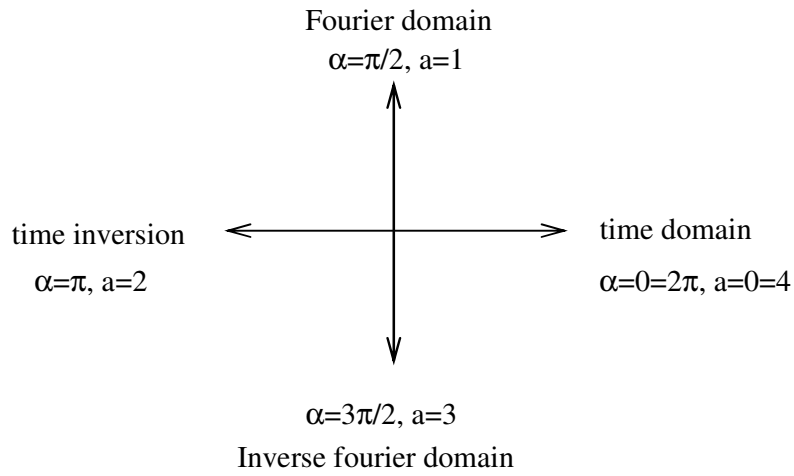 Fourier domain
α=π/2, a=1
time inversion
α=π, a=2
time domain
α=0=2π, a=0=4
α=3π/2, a=3
Inverse fourier domain